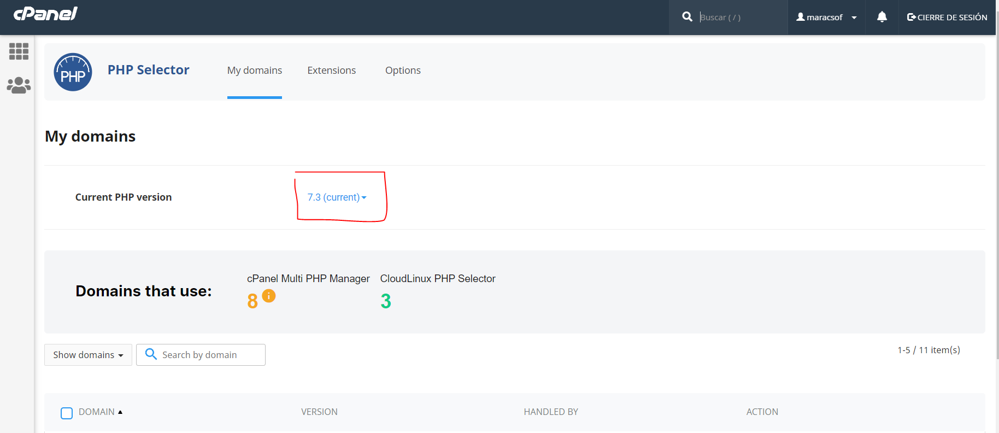 cPanel
Buscar ( / )
maracsof
CIERRE DE SESIÓN
PHP
PHP Selector
My domains
Extensions
Options
My domains
Current PHP version
7.3 (current)
Domains that use:
cPanel Multi PHP Manager
8 i
CloudLinux PHP Selector
3
Show domains
Search by domain
1-5 / 11 item(s)
DOMAIN
VERSION
HANDLED BY
ACTION